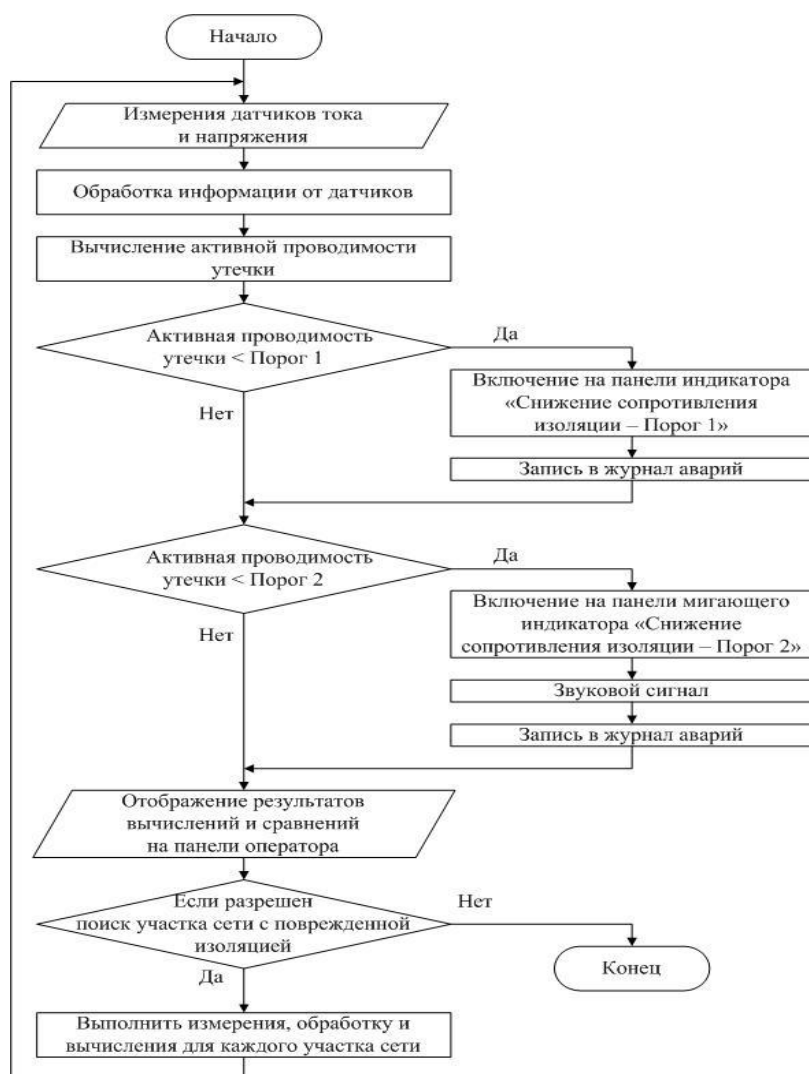 Начало
Измерения датчиков тока
и напряжения
Обработка информации от датчиков
Вычисление активной проводимости
утечки
Активная проводимость
утечки < Порог 1
Да
Включение на панели индикатора
«Снижение сопротивления
изоляции – Порог 1»
Нет
Запись в журнал аварий
Активная проводимость
утечки < Порог 2
Да
Включение на панели мигающего
индикатора «Снижение
сопротивления изоляции – Порог 2»
Нет
Звуковой сигнал
Запись в журнал аварий
Отображение результатов
вычислений и сравнений
на панели оператора
Если разрешен
поиск участка сети с поврежденной
изоляцией
Нет
Конец
Да
Выполнить измерения, обработку и
вычисления для каждого участка сети